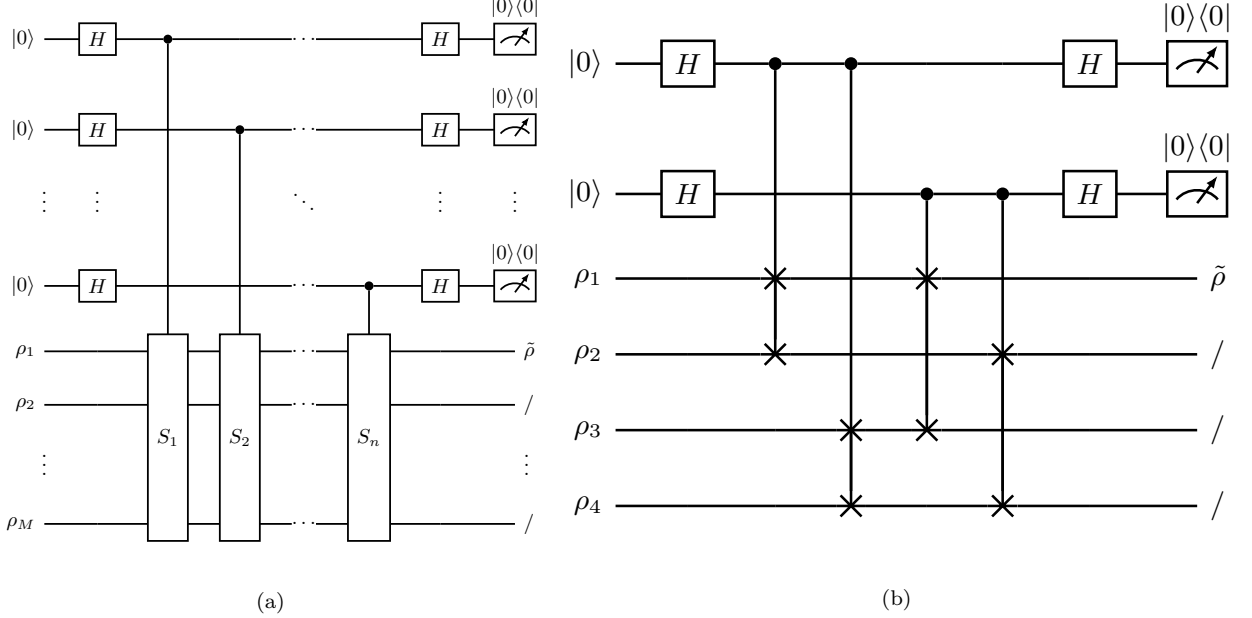 |0⟩⟨0|
|0⟩ H ··· H
|0⟩⟨0|
|0⟩ H ··· H
⋮ ⋮ ⋱ ⋮ ⋮
|0⟩⟨0|
|0⟩ H ··· H
ρ₁ ··· ρ̃
ρ₂ ··· /
S₁ S₂ Sₙ
⋮ ⋮
ρ_M ··· /
(a)
|0⟩⟨0|
|0⟩ H H
|0⟩⟨0|
|0⟩ H H
ρ₁ ρ̃
ρ₂ /
ρ₃ /
ρ₄ /
(b)